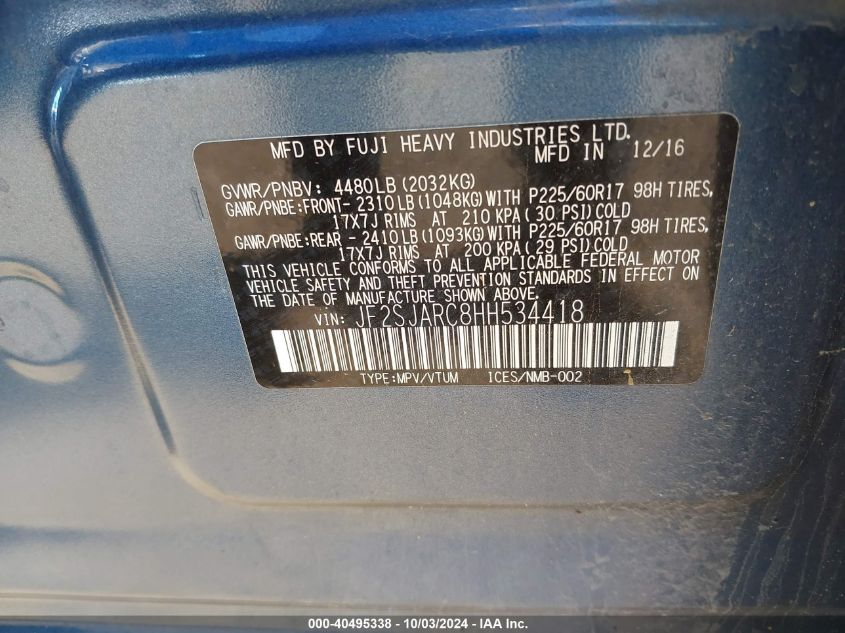 MFD BY FUJI HEAVY INDUSTRIES LTD.
MFD IN 12/16
GVWR/PNBV: 4480LB(2032KG)
GAWR/PNBE:FRONT-2310LB(1048KG)WITH P225/60R17 98H TIRES,
17X7J RIMS AT 210 KPA(30 PSI)COLD
GAWR/PNBE:REAR -2410LB(1093KG)WITH P225/60R17 98H TIRES,
17X7J RIMS AT 200 KPA(29 PSI)COLD
THIS VEHICLE CONFORMS TO ALL APPLICABLE FEDERAL MOTOR
VEHICLE SAFETY AND THEFT PREVENTION STANDARDS IN EFFECT ON
THE DATE OF MANUFACTURE SHOWN ABOVE.
VIN: JF2SJARC8HH534418
TYPE:MPV/VTUM ICES/NMB-002
000-40495338 - 10/03/2024 - IAA Inc.